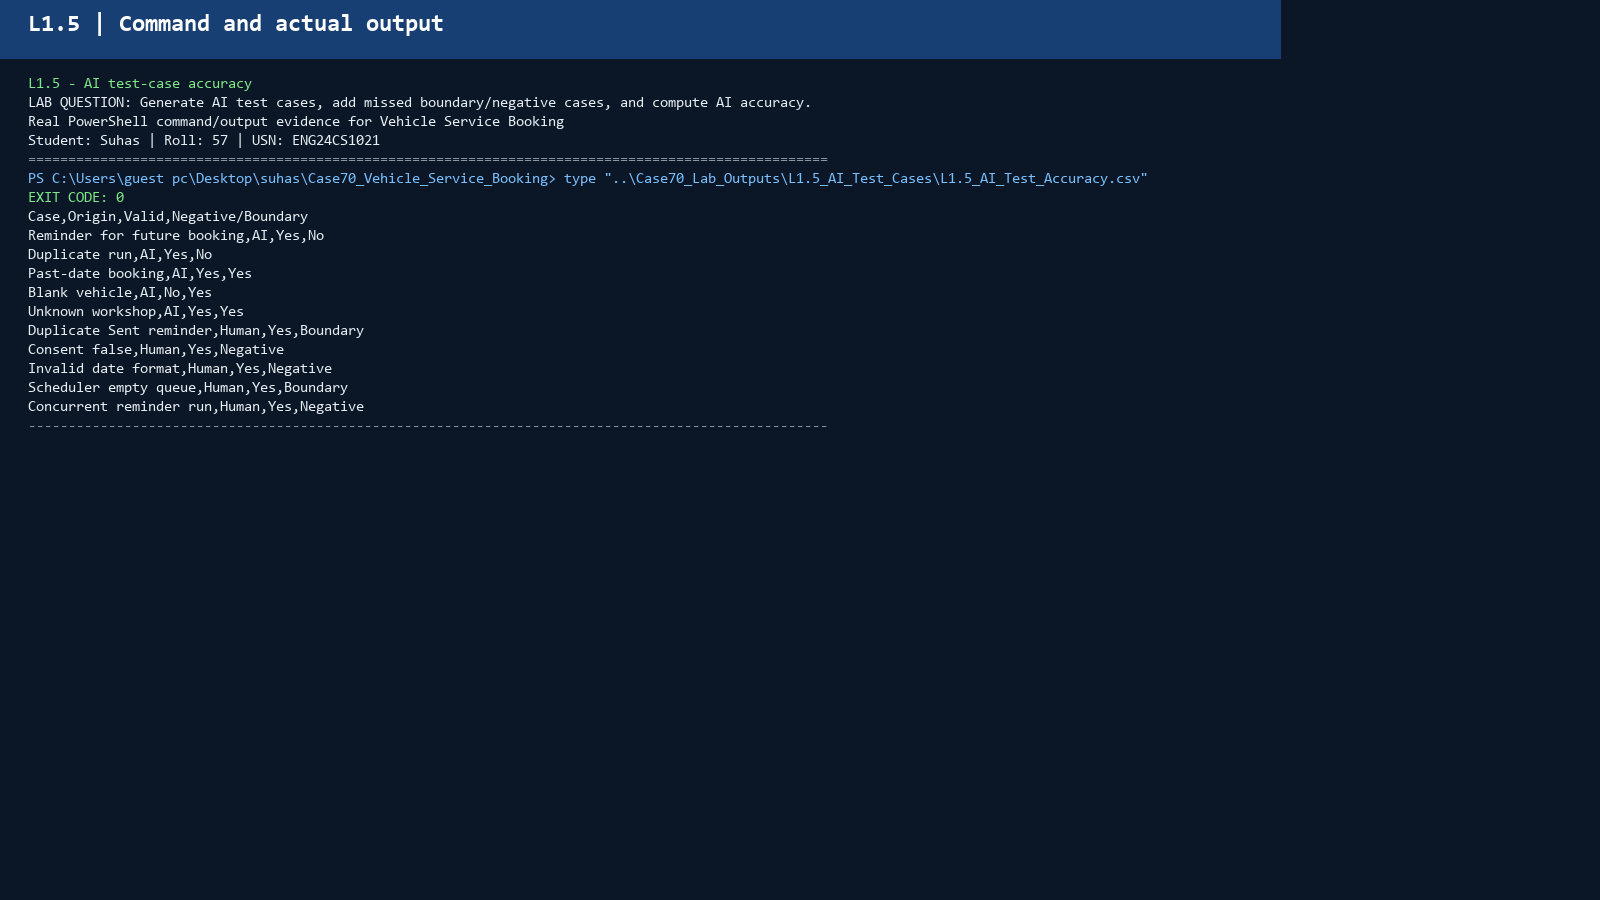 L1.5 | Command and actual output
L1.5 - AI test-case accuracy
LAB QUESTION: Generate AI test cases, add missed boundary/negative cases, and compute AI accuracy.
Real PowerShell command/output evidence for Vehicle Service Booking
Student: Suhas | Roll: 57 | USN: ENG24CS1021
====================================================================================================
PS C:\Users\guest pc\Desktop\suhas\Case70_Vehicle_Service_Booking> type "..\Case70_Lab_Outputs\L1.5_AI_Test_Cases\L1.5_AI_Test_Accuracy.csv"
EXIT CODE: 0
Case,Origin,Valid,Negative/Boundary
Reminder for future booking,AI,Yes,No
Duplicate run,AI,Yes,No
Past-date booking,AI,Yes,Yes
Blank vehicle,AI,No,Yes
Unknown workshop,AI,Yes,Yes
Duplicate Sent reminder,Human,Yes,Boundary
Consent false,Human,Yes,Negative
Invalid date format,Human,Yes,Negative
Scheduler empty queue,Human,Yes,Boundary
Concurrent reminder run,Human,Yes,Negative
----------------------------------------------------------------------------------------------------